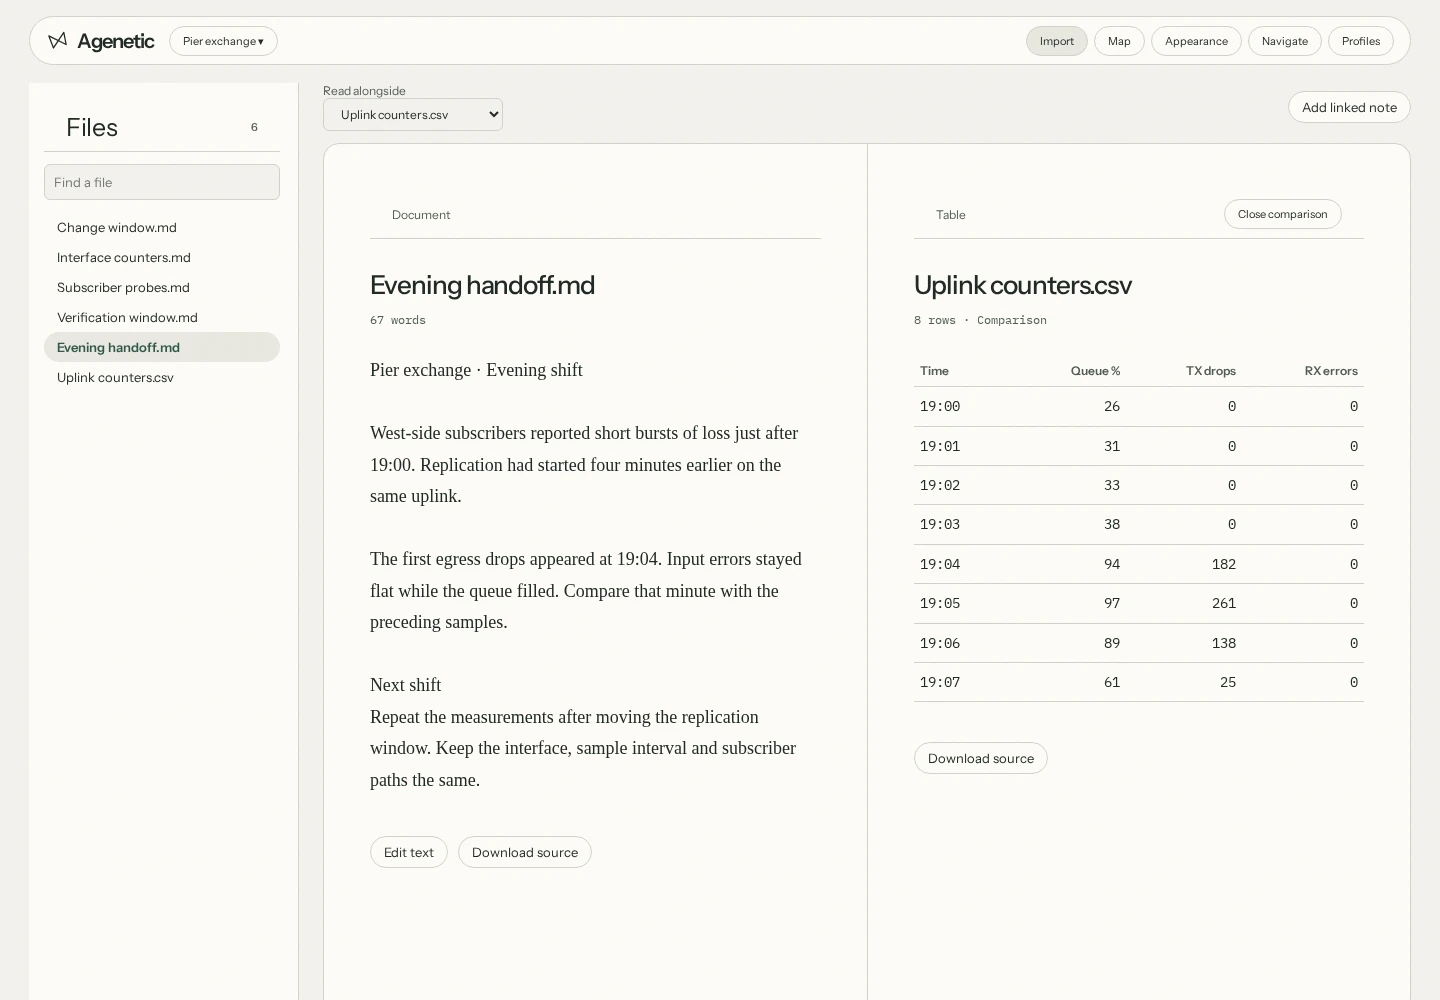 Agenetic
Pier exchange ▾
Import
Map
Appearance
Navigate
Profiles
Files
6
Find a file
Change window.md
Interface counters.md
Subscriber probes.md
Verification window.md
Evening handoff.md
Uplink counters.csv
Read alongside
Uplink counters.csv
Add linked note
Document
Evening handoff.md
67 words
Pier exchange · Evening shift
West-side subscribers reported short bursts of loss just after
19:00. Replication had started four minutes earlier on the
same uplink.
The first egress drops appeared at 19:04. Input errors stayed
flat while the queue filled. Compare that minute with the
preceding samples.
Next shift
Repeat the measurements after moving the replication
window. Keep the interface, sample interval and subscriber
paths the same.
Edit text
Download source
Table
Close comparison
Uplink counters.csv
8 rows · Comparison
Time Queue % TX drops RX errors
19:00 26 0 0
19:01 31 0 0
19:02 33 0 0
19:03 38 0 0
19:04 94 182 0
19:05 97 261 0
19:06 89 138 0
19:07 61 25 0
Download source